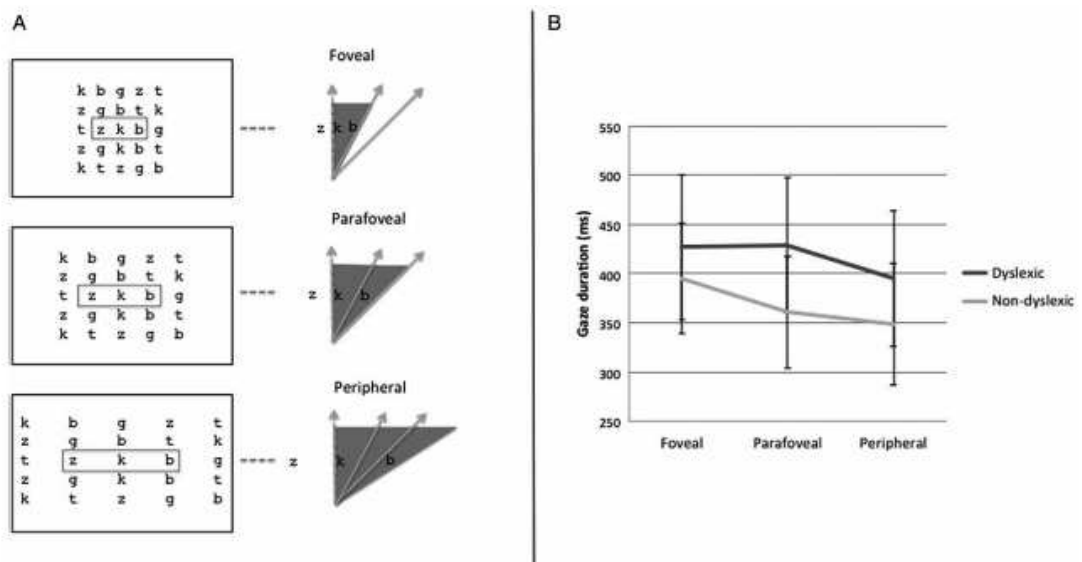 A
k b g z t
z g b t k
t z k b g
z g k b t
k t z g b
Foveal
z k b
k b g z t
z g b t k
t z k b g
z g k b t
k t z g b
Parafoveal
z k b
k b g z t
z g b t k
t z k b g
z g k b t
k t z g b
Peripheral
z k b
B
Gaze duration (ms)
550
500
450
400
350
300
250
Foveal Parafoveal Peripheral
Dyslexic
Non-dyslexic